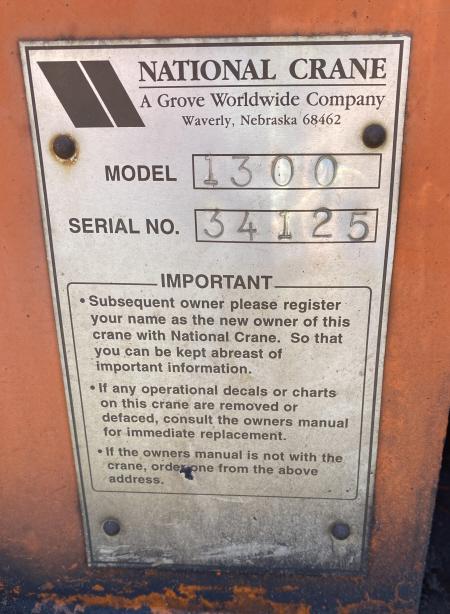 NATIONAL CRANE
A Grove Worldwide Company
Waverly, Nebraska 68462
MODEL 1300
SERIAL NO. 34125
IMPORTANT
• Subsequent owner please register
your name as the new owner of this
crane with National Crane. So that
you can be kept abreast of
important information.
• If any operational decals or charts
on this crane are removed or
defaced, consult the owners manual
for immediate replacement.
• If the owners manual is not with the
crane, order one from the above
address.